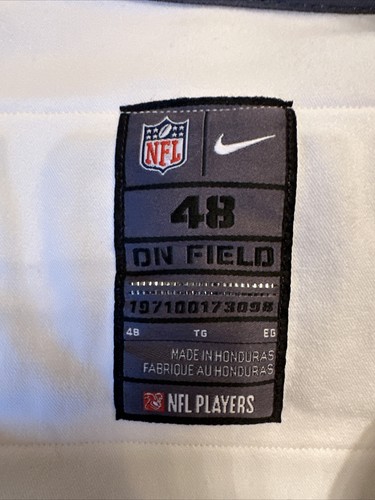 NFL
48
ON FIELD
197100173098
48 TG EG
MADE IN HONDURAS
FABRIQUE AU HONDURAS
NFL PLAYERS